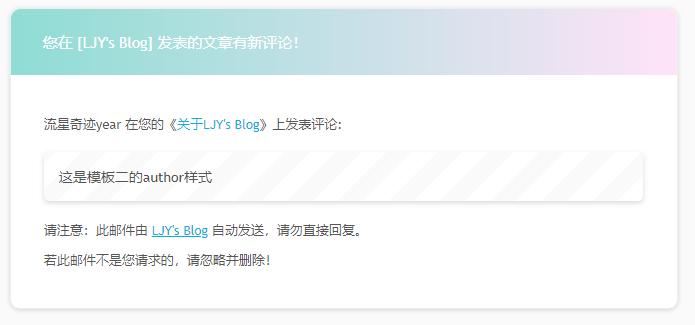 您在 [LJY's Blog] 发表的文章有新评论！
流星奇迹year 在您的《关于LJY's Blog》上发表评论:
这是模板二的author样式
请注意：此邮件由 LJY's Blog 自动发送，请勿直接回复。
若此邮件不是您请求的，请忽略并删除！